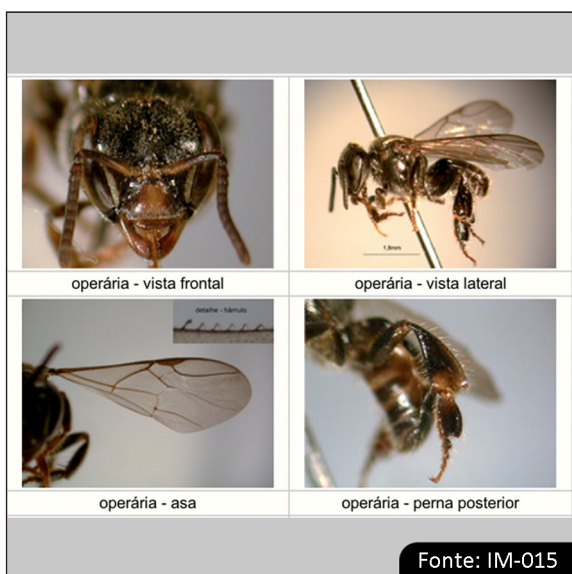 operária - vista frontal
1,8mm
operária - vista lateral
detalhe - hâmulo
operária - asa
operária - perna posterior
Fonte: IM-015